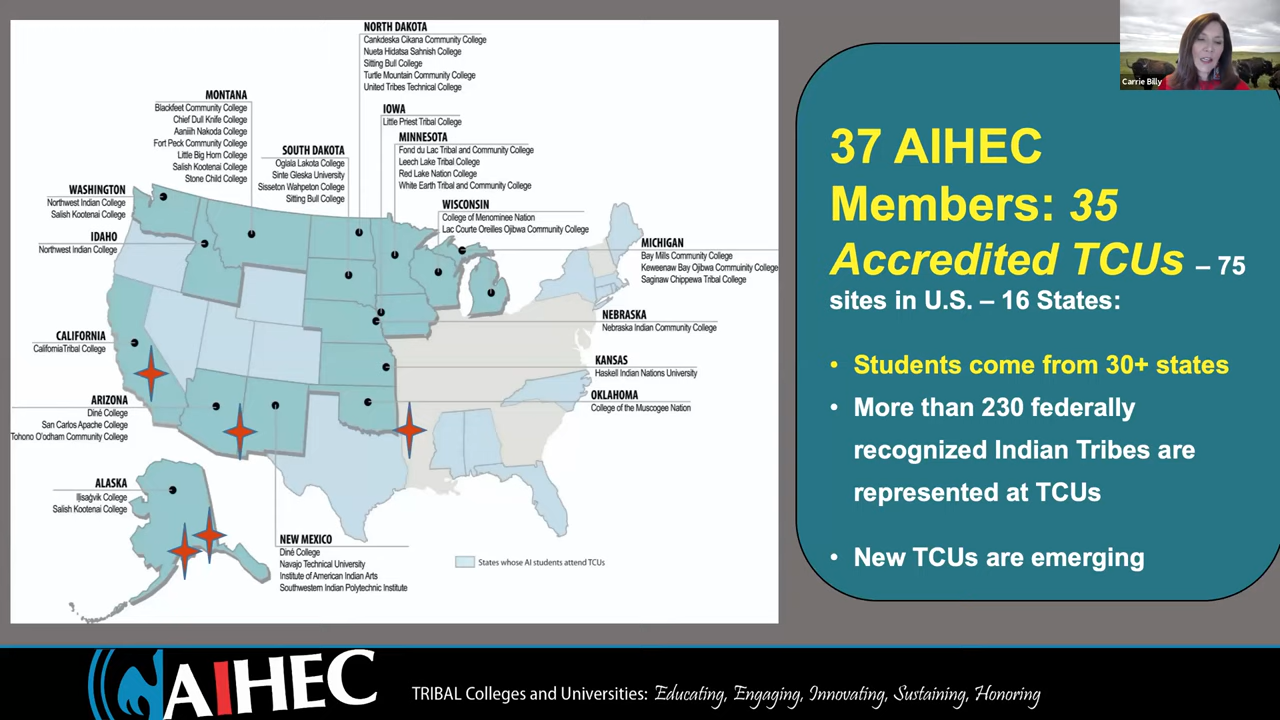 NORTH DAKOTA
Cankdeska Cikana Community College
Nueta Hidatsa Sahnish College
Sitting Bull College
Turtle Mountain Community College
United Tribes Technical College
MONTANA
Blackfeet Community College
Chief Dull Knife College
Aaniiih Nakoda College
Fort Peck Community College
Little Big Horn College
Salish Kootenai College
Stone Child College
IOWA
Little Priest Tribal College
MINNESOTA
Fond du Lac Tribal and Community College
Leech Lake Tribal College
Red Lake Nation College
White Earth Tribal and Community College
SOUTH DAKOTA
Oglala Lakota College
Sinte Gleska University
Sisseton Wahpeton College
Sitting Bull College
WASHINGTON
Northwest Indian College
Salish Kootenai College
WISCONSIN
College of Menominee Nation
Lac Courte Oreilles Ojibwa Community College
IDAHO
Northwest Indian College
MICHIGAN
Bay Mills Community College
Keweenaw Bay Ojibwa Commuinity College
Saginaw Chippewa Tribal College
NEBRASKA
Nebraska Indian Community College
CALIFORNIA
CaliforniaTribal College
KANSAS
Haskell Indian Nations University
OKLAHOMA
College of the Muscogee Nation
ARIZONA
Diné College
San Carlos Apache College
Tohono O'odham Community College
ALASKA
Iḷisaġvik College
Salish Kootenai College
NEW MEXICO
Diné College
Navajo Technical University
Institute of American Indian Arts
Southwestern Indian Polytechnic Institute
States whose AI students attend TCUs
Carrie Billy
37 AIHEC
Members: 35
Accredited TCUs – 75
sites in U.S. – 16 States:
• Students come from 30+ states
• More than 230 federally
recognized Indian Tribes are
represented at TCUs
• New TCUs are emerging
AIHEC
TRIBAL Colleges and Universities: Educating, Engaging, Innovating, Sustaining, Honoring